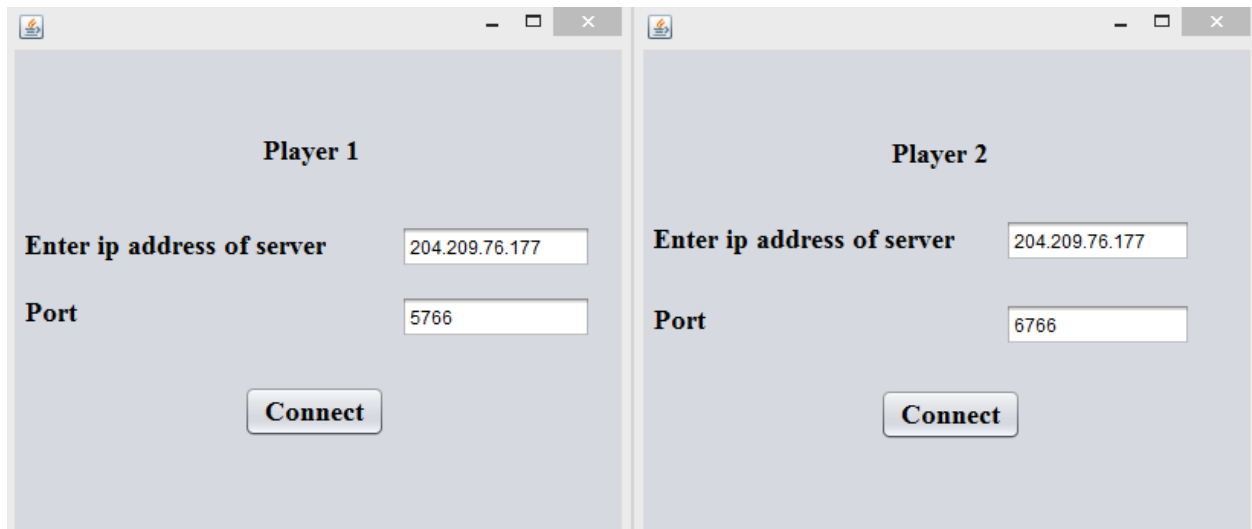 Player 1
Enter ip address of server 204.209.76.177
Port 5766
Connect
Player 2
Enter ip address of server 204.209.76.177
Port 6766
Connect